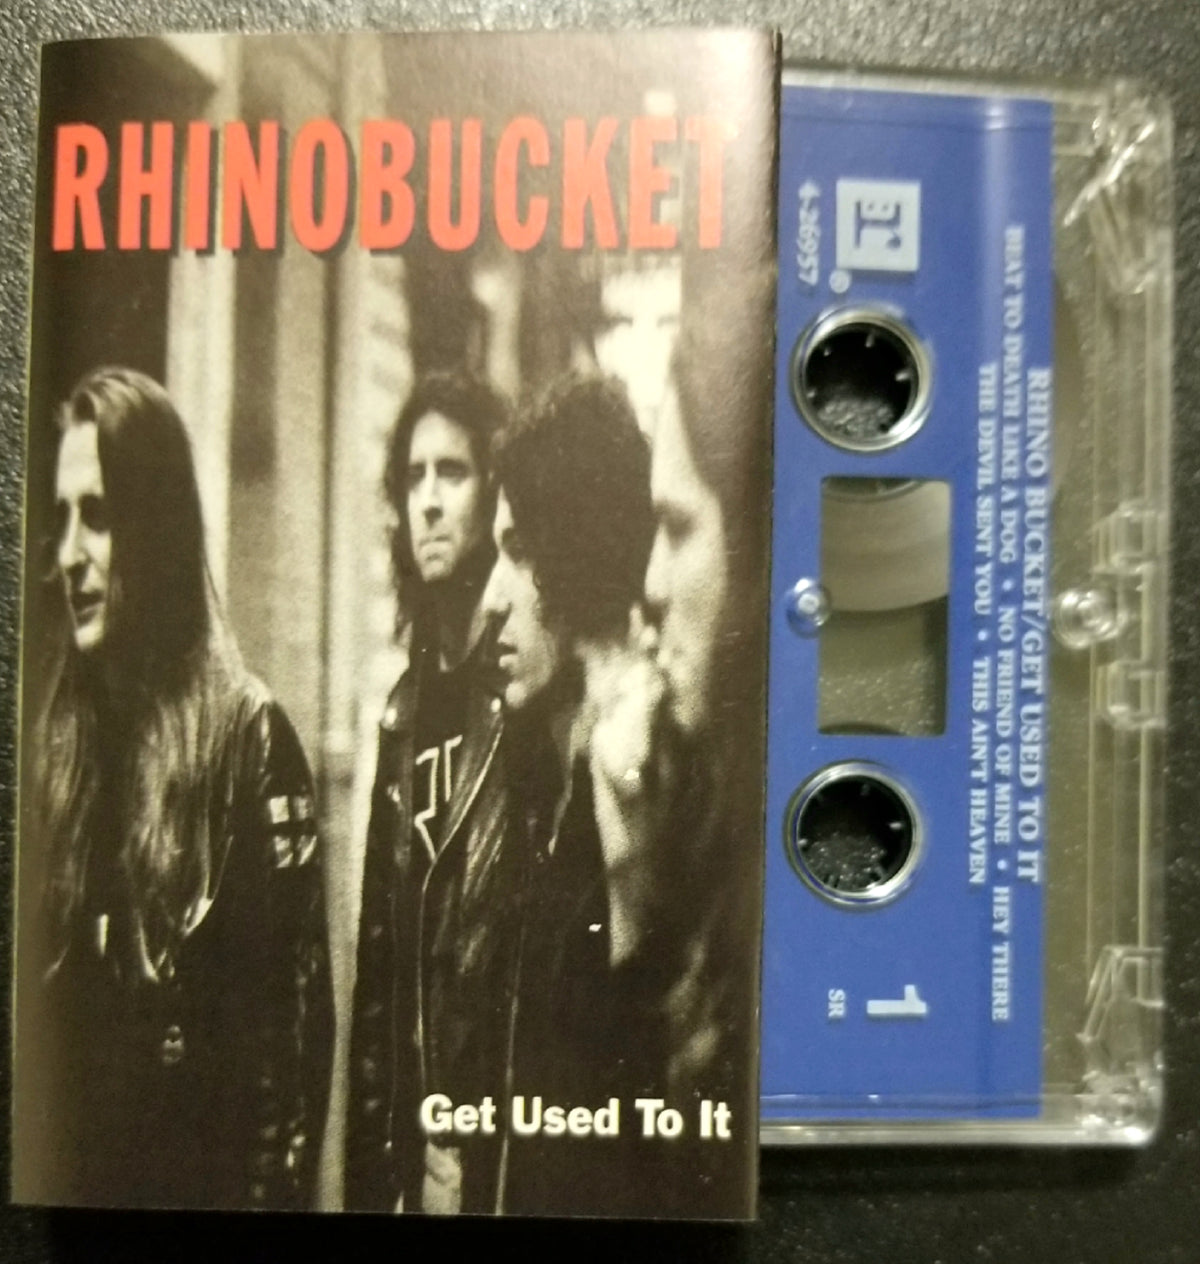 RHINOBUCKET
Get Used To It
4-26957
®
RHINO BUCKET/GET USED TO IT
BEAT TO DEATH LIKE A DOG • NO FRIEND OF MINE • HEY THERE
THE DEVIL SENT YOU • THIS AIN'T HEAVEN
1
SR